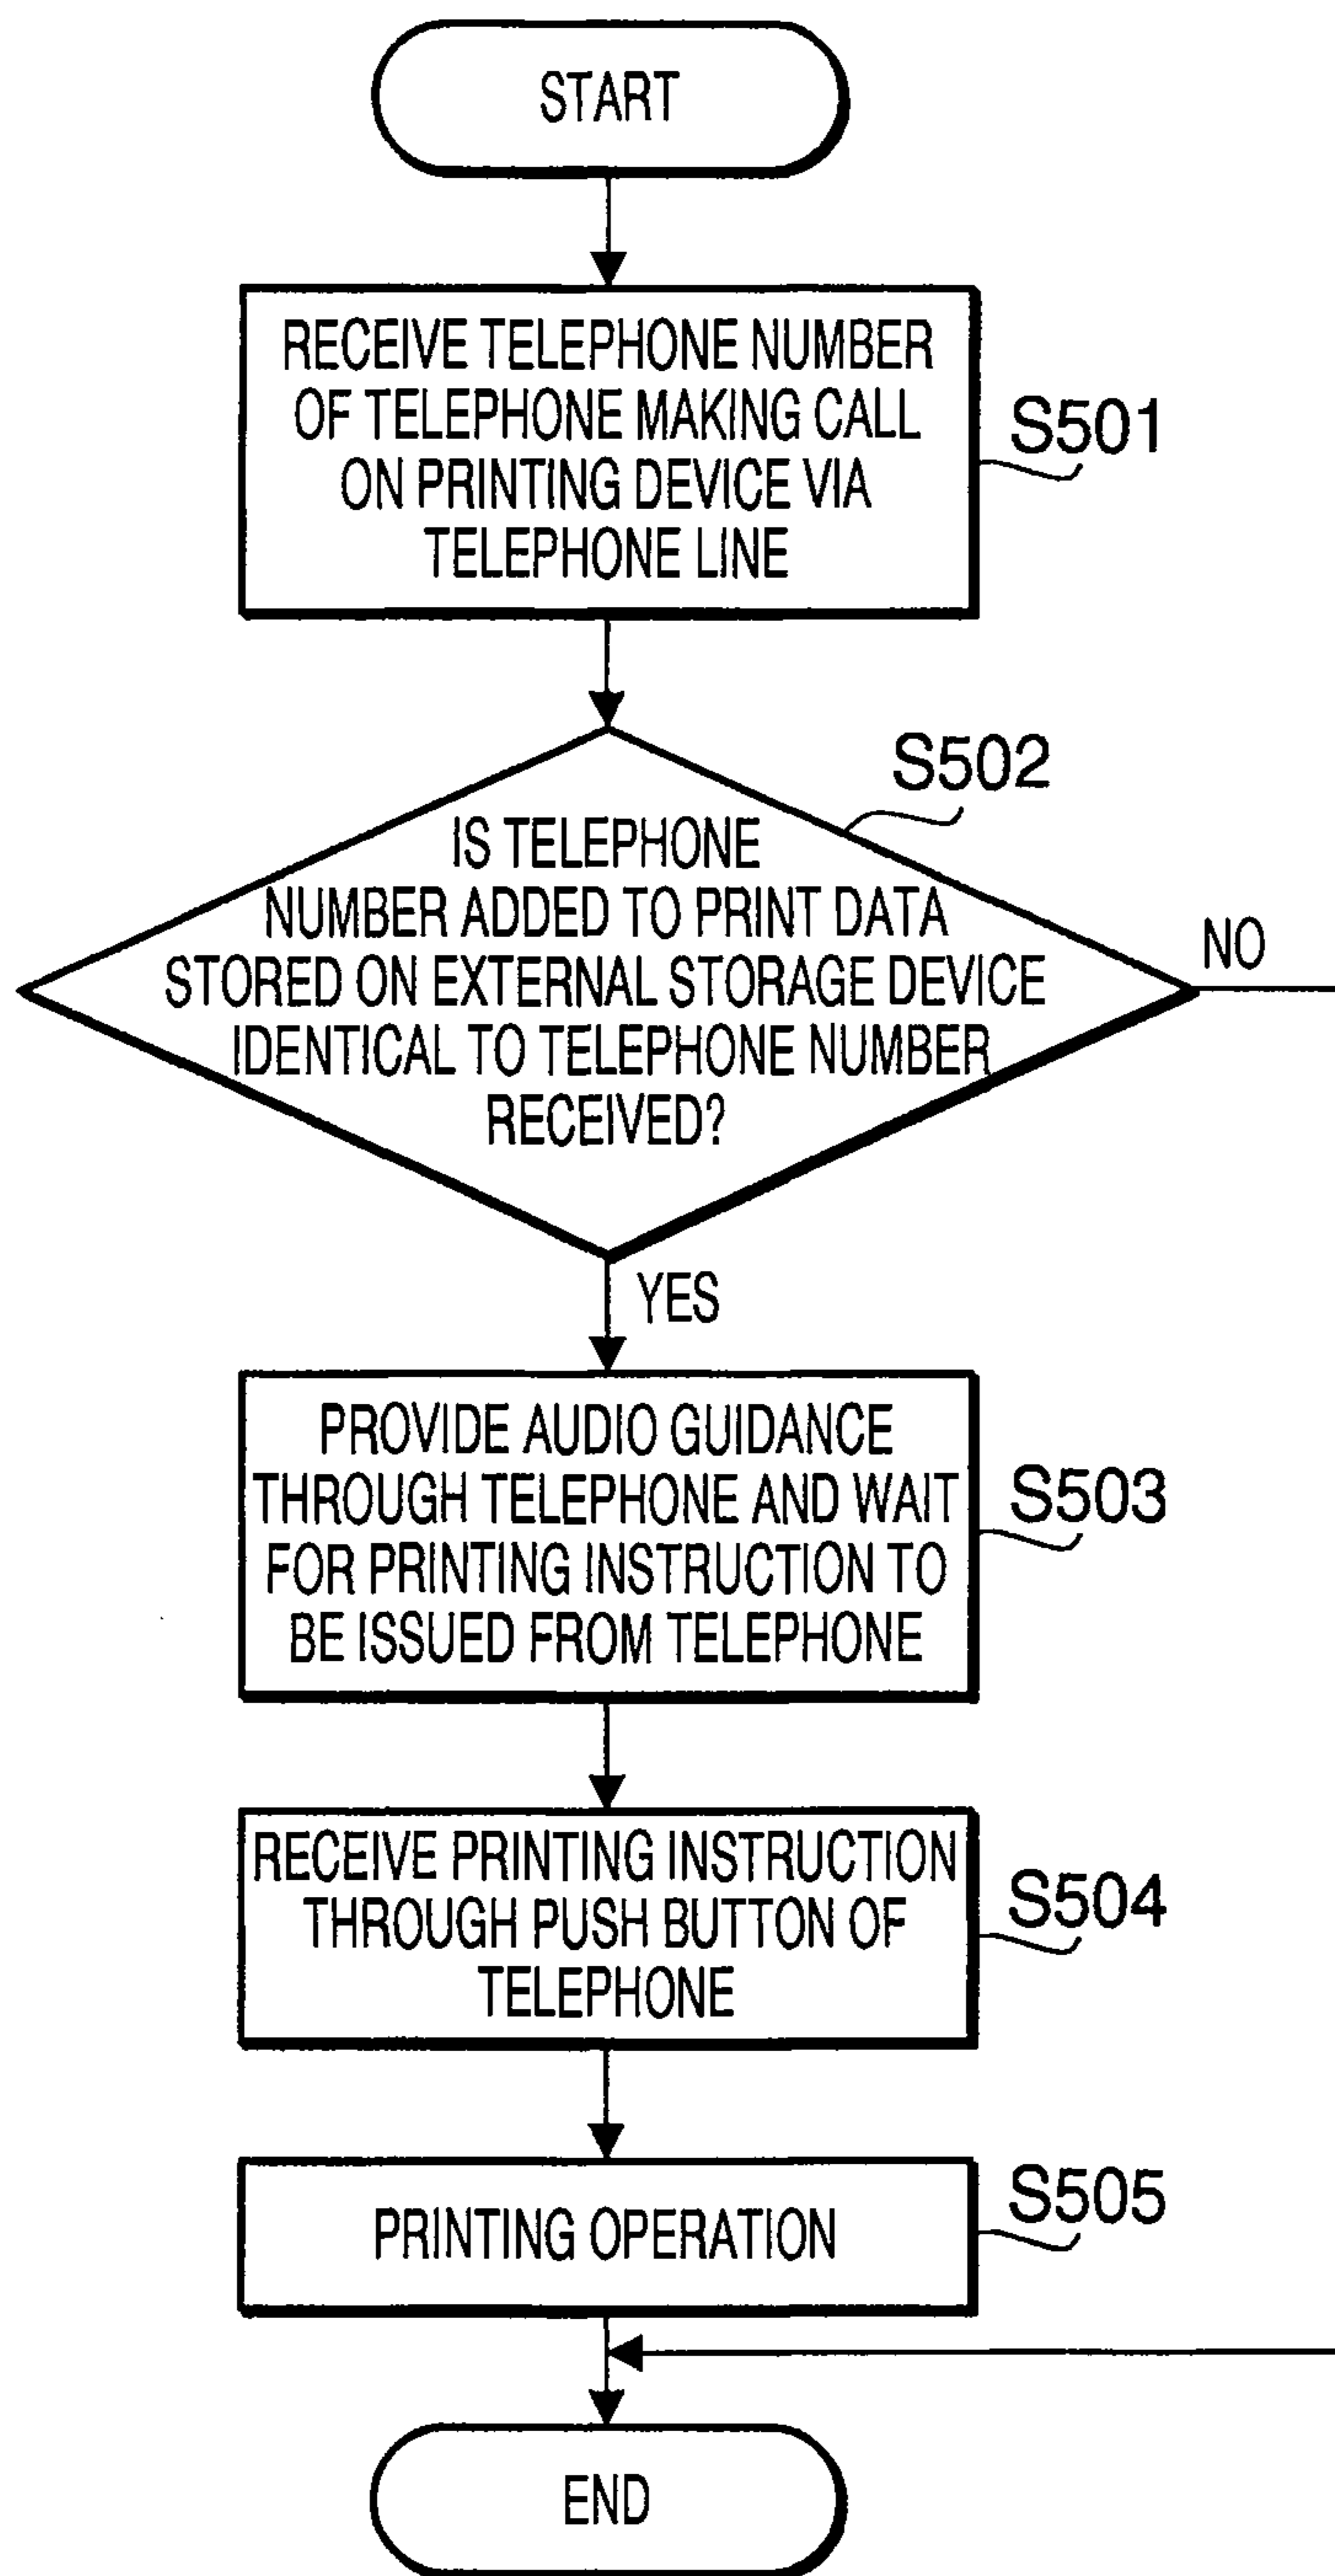 START
RECEIVE TELEPHONE NUMBER
OF TELEPHONE MAKING CALL
ON PRINTING DEVICE VIA
TELEPHONE LINE
S501
S502
IS TELEPHONE
NUMBER ADDED TO PRINT DATA
STORED ON EXTERNAL STORAGE DEVICE
IDENTICAL TO TELEPHONE NUMBER
RECEIVED?
NO
YES
PROVIDE AUDIO GUIDANCE
THROUGH TELEPHONE AND WAIT
FOR PRINTING INSTRUCTION TO
BE ISSUED FROM TELEPHONE
S503
RECEIVE PRINTING INSTRUCTION
THROUGH PUSH BUTTON OF
TELEPHONE
S504
PRINTING OPERATION
S505
END